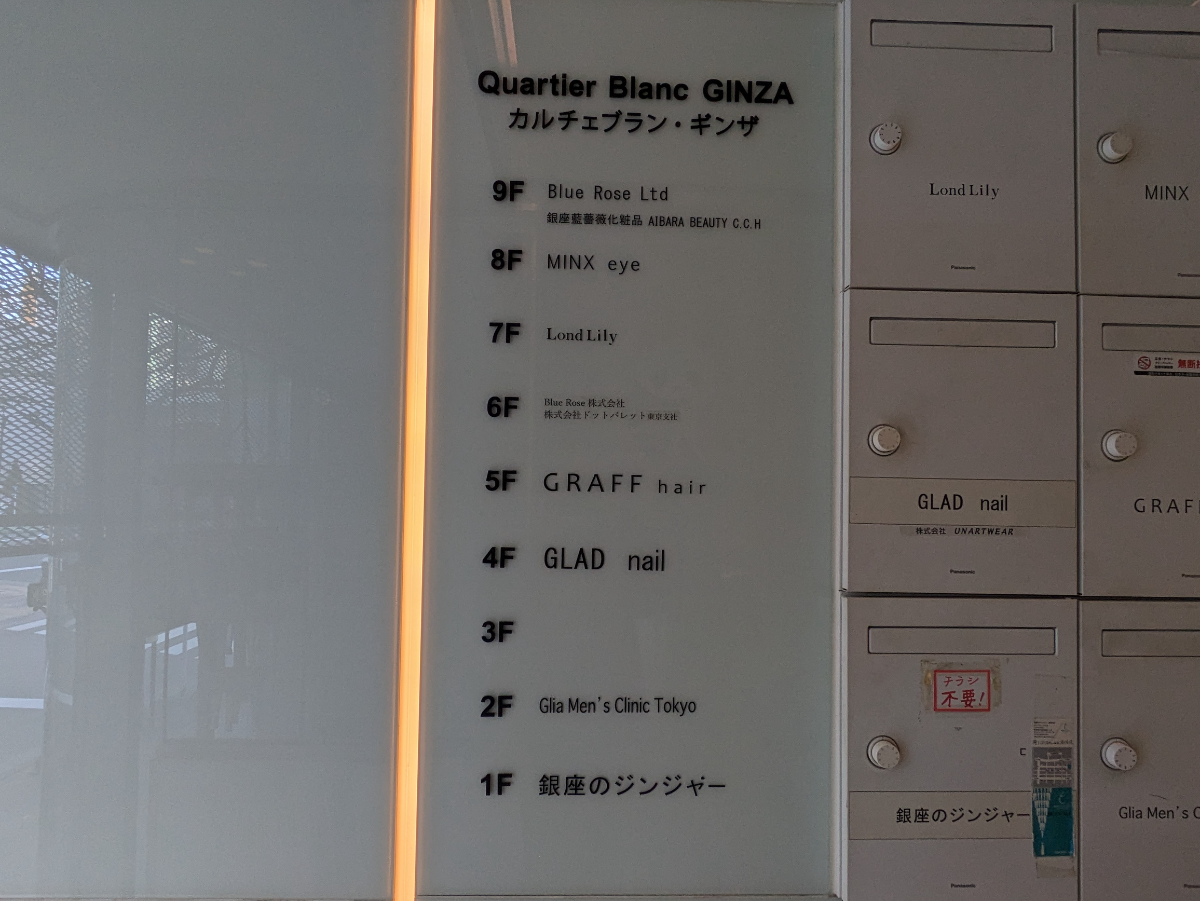 Quartier Blanc GINZA
カルチェブラン・ギンザ
9F Blue Rose Ltd
銀座藍薔薇化粧品 AIBARA BEAUTY C.C.H
8F MINX eye
7F Lond Lily
6F Blue Rose 株式会社
株式会社ドットパレット東京支社
5F GRAFF hair
4F GLAD nail
3F
2F Glia Men's Clinic Tokyo
1F 銀座のジンジャー
Lond Lily
Panasonic
MINX
GLAD nail
株式会社 UNARTWEAR
Panasonic
無断
GRAFF
チラシ
不要!
銀座のジンジャー
Panasonic
Glia Men's C